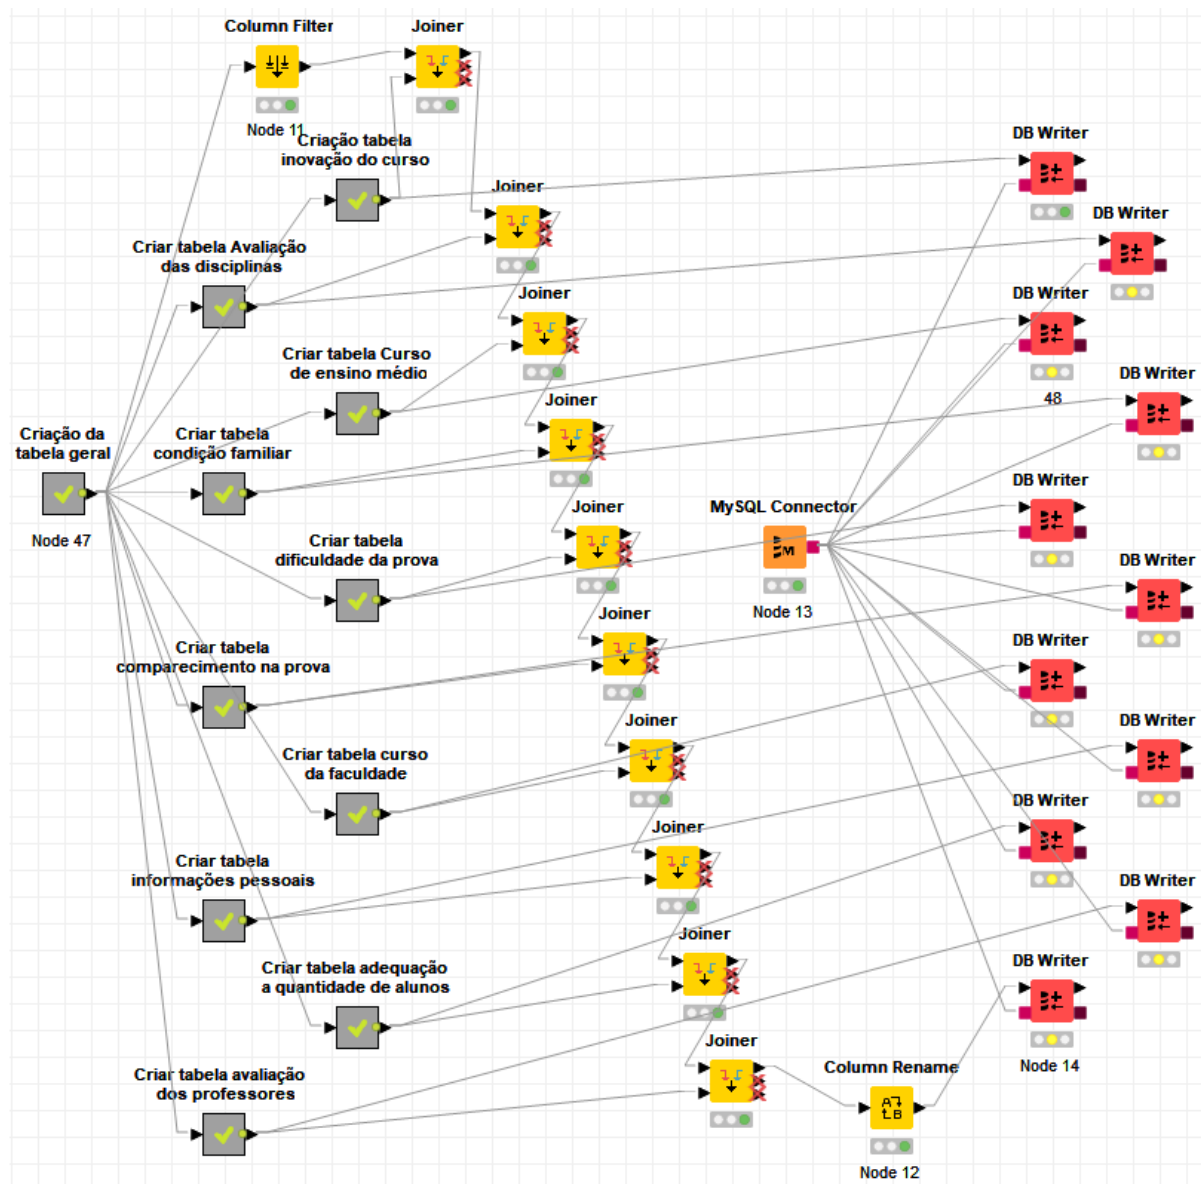 Column Filter
Joiner
Node 11
Criação tabela
inovação do curso
DB Writer
Joiner
DB Writer
Criar tabela Avaliação
das disciplinas
Joiner
DB Writer
Criar tabela Curso
de ensino médio
DB Writer
48
Joiner
Criação da
tabela geral
Criar tabela
condição familiar
Node 47
DB Writer
Joiner
MySQL Connector
M
Node 13
Criar tabela
dificuldade da prova
DB Writer
Joiner
Criar tabela
comparecimento na prova
DB Writer
Joiner
DB Writer
Criar tabela curso
da faculdade
DB Writer
Joiner
Criar tabela
informações pessoais
DB Writer
Joiner
DB Writer
Criar tabela adequação
a quantidade de alunos
Joiner
Node 14
Criar tabela avaliação
dos professores
Column Rename
A
B
Node 12